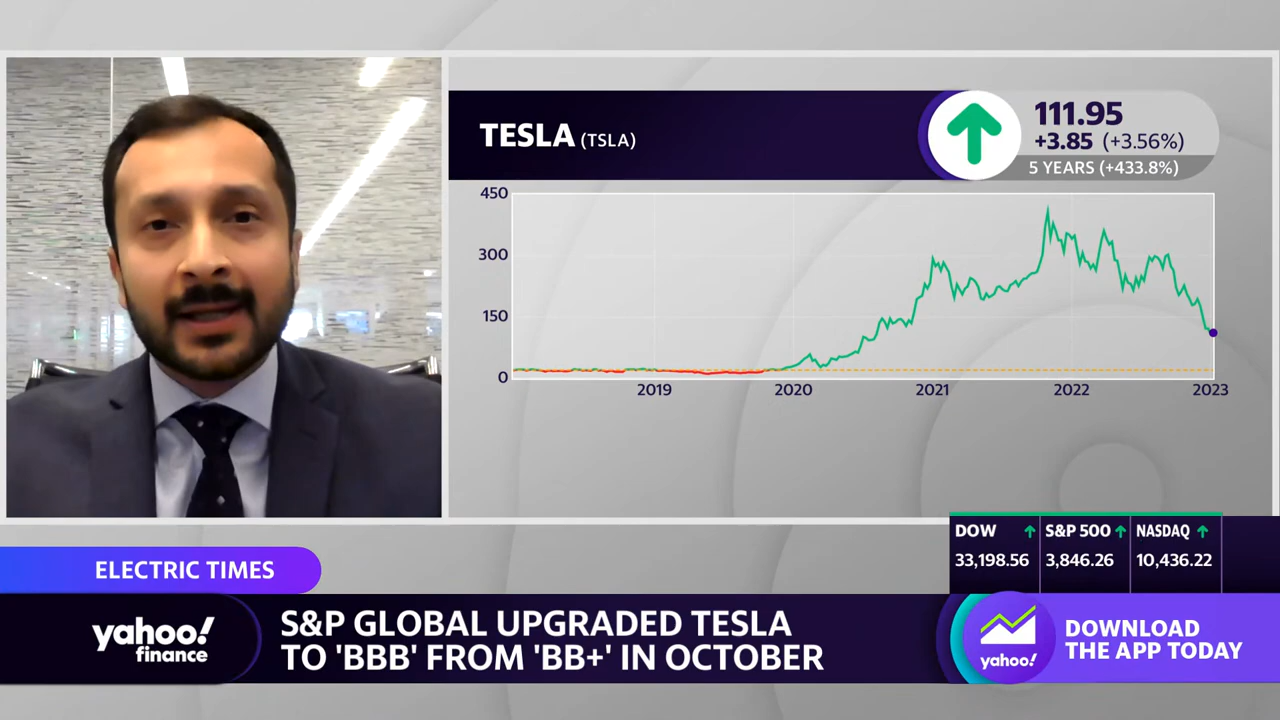 TESLA (TSLA)
111.95
+3.85 (+3.56%)
5 YEARS (+433.8%)
450
300
150
0
2019 2020 2021 2022 2023
DOW S&P 500 NASDAQ
33,198.56 3,846.26 10,436.22
ELECTRIC TIMES
yahoo!
finance
S&P GLOBAL UPGRADED TESLA
TO 'BBB' FROM 'BB+' IN OCTOBER
yahoo!
DOWNLOAD
THE APP TODAY